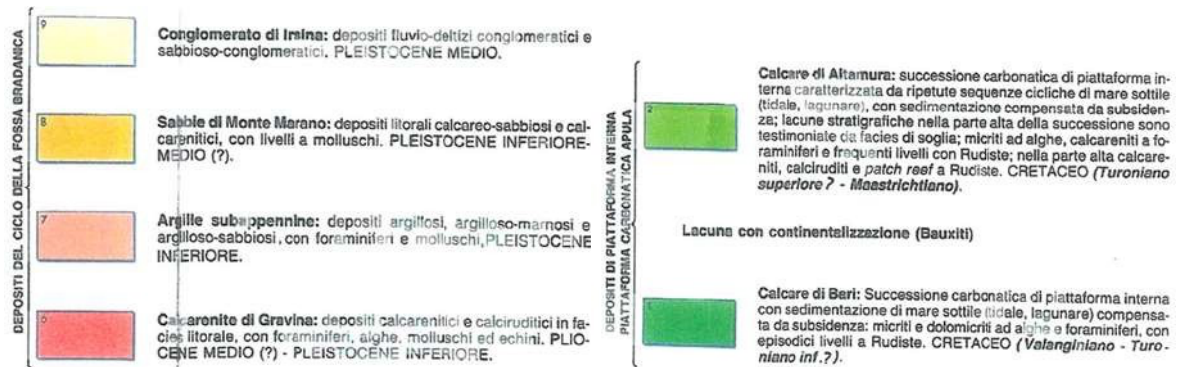 DEPOSITI DEL CICLO DELLA FOSSA BRADANICA
9
Conglomerato di Irsina: depositi fluvio-deltizi conglomeratici e
sabbioso-conglomeratici. PLEISTOCENE MEDIO.
8
Sabbie di Monte Marano: depositi litorali calcareo-sabbiosi e cal-
carenitici, con livelli a molluschi. PLEISTOCENE INFERIORE-
MEDIO (?).
7
Argille subappennine: depositi argillosi, argilloso-marnosi e
argilloso-sabbiosi, con foraminiferi e molluschi, PLEISTOCENE
INFERIORE.
6
Calcarenite di Gravina: depositi calcarenitici e calciruditici in fa-
cies litorale, con foraminiferi, alghe, molluschi ed echini. PLIO-
CENE MEDIO (?) - PLEISTOCENE INFERIORE.
DEPOSITI DI PIATTAFORMA INTERNA
PIATTAFORMA CARBONATICA APULA
2
Calcare di Altamura: successione carbonatica di piattaforma in-
terna caratterizzata da ripetute sequenze cicliche di mare sottile
(tidale, lagunare), con sedimentazione compensata da subsiden-
za; lacune stratigrafiche nella parte alta della successione sono
testimoniate da facies di soglia; micriti ad alghe, calcareniti a fo-
raminiferi e frequenti livelli con Rudiste; nella parte alta calcare-
niti, calciruditi e patch reef a Rudiste. CRETACEO (Turoniano
superiore? - Maastrichtiano).
Lacuna con continentalizzazione (Bauxiti)
1
Calcare di Bari: Successione carbonatica di piattaforma interna
con sedimentazione di mare sottile (tidale, lagunare) compensa-
ta da subsidenza: micriti e dolomicriti ad alghe e foraminiferi, con
episodici livelli a Rudiste. CRETACEO (Valanginiano - Turo-
niano inf.?).